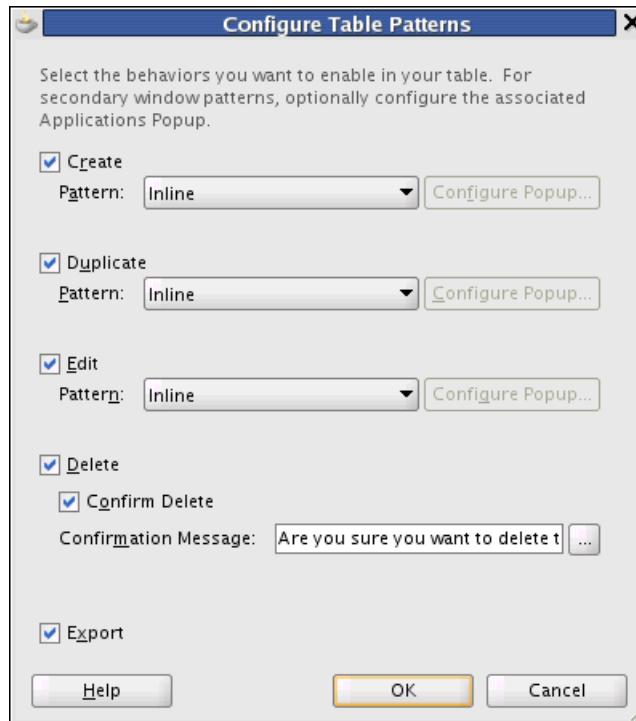 Configure Table Patterns
Select the behaviors you want to enable in your table. For
secondary window patterns, optionally configure the associated
Applications Popup.
Create
Pattern: Inline Configure Popup...
Duplicate
Pattern: Inline Configure Popup...
Edit
Pattern: Inline Configure Popup...
Delete
Confirm Delete
Confirmation Message: Are you sure you want to delete t ...
Export
Help OK Cancel